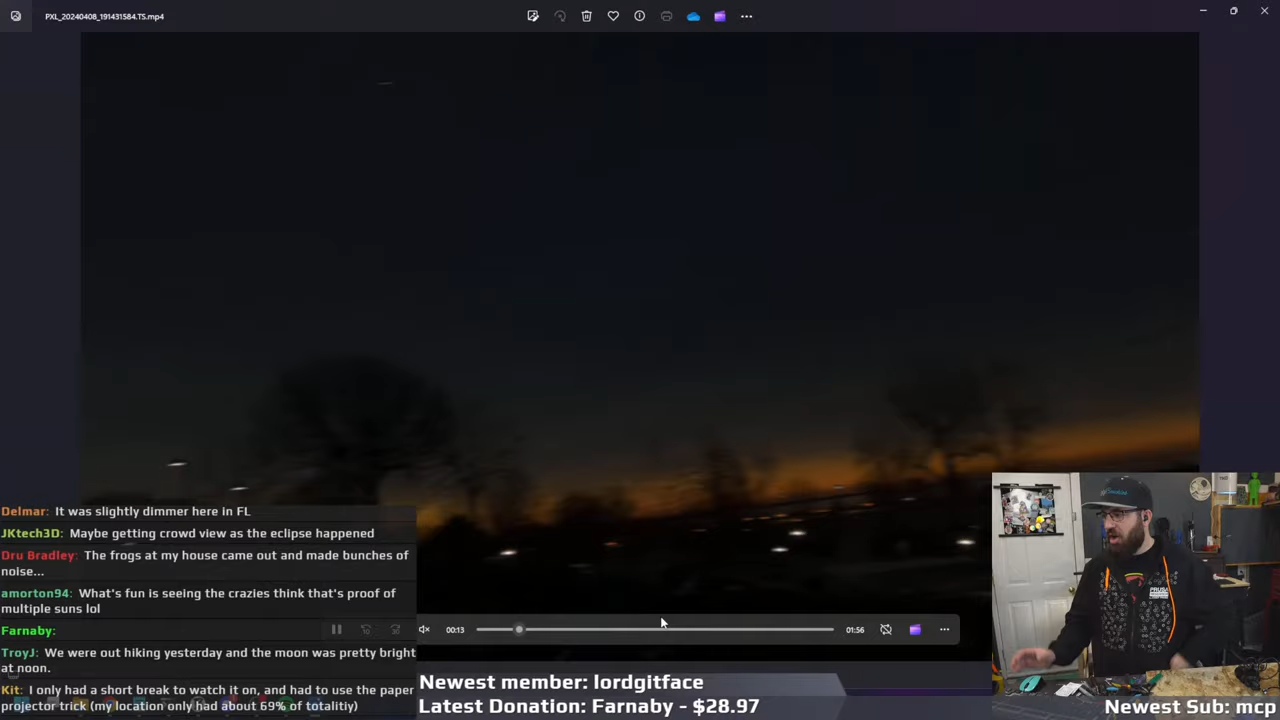 PXL_20240408_191431584.TS.mp4
Delmar: It was slightly dimmer here in FL
JKtech3D: Maybe getting crowd view as the eclipse happened
Dru Bradley: The frogs at my house came out and made bunches of
noise...
amorton94: What's fun is seeing the crazies think that's proof of
multiple suns lol
Farnaby:
TroyJ: We were out hiking yesterday and the moon was pretty bright
at noon.
Kit: I only had a short break to watch it on, and had to use the paper
projector trick (my location only had about 69% of totalitiy)
00:13
01:56
PRUSA
Newest member: lordgitface
Latest Donation: Farnaby - $28.97
Newest Sub: mcp